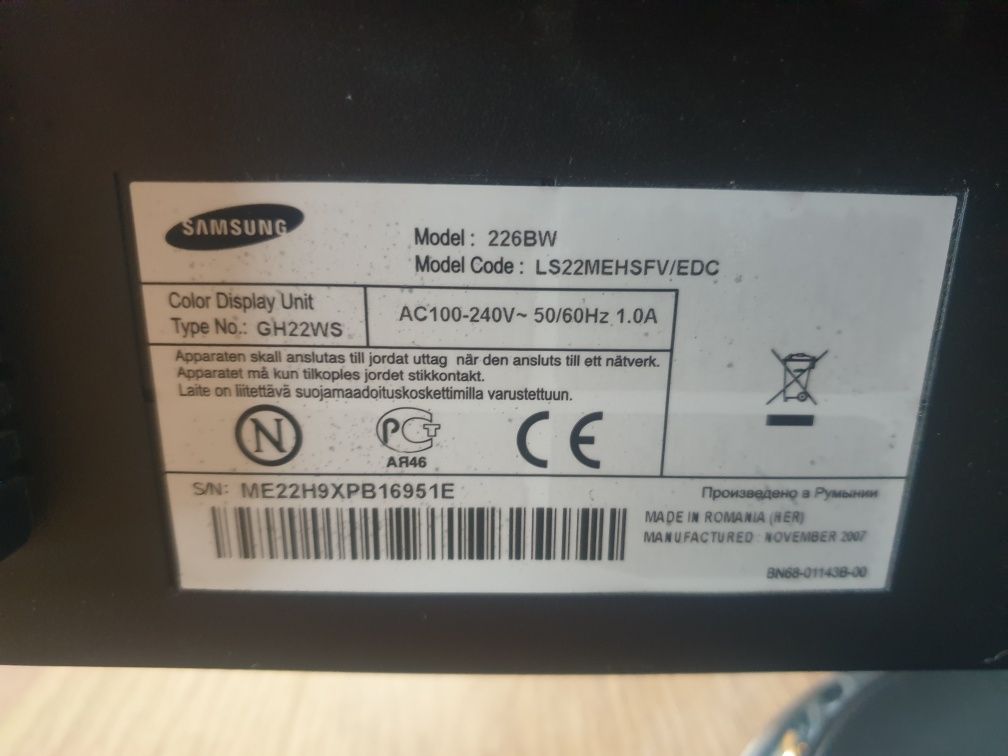 SAMSUNG
Model : 226BW
Model Code : LS22MEHSFV/EDC
Color Display Unit
Type No.: GH22WS
AC100-240V~ 50/60Hz 1.0A
Apparaten skall anslutas till jordat uttag när den ansluts till ett nätverk.
Apparatet må kun tilkoples jordet stikkontakt.
Laite on liitettävä suojamaadoituskoskettimilla varustettuun.
N
РСТ
АЯ46
CE
S/N: ME22H9XPB16951E
Произведено в Румынии
MADE IN ROMANIA (HER)
MANUFACTURED : NOVEMBER 2007
BN68-01143B-00